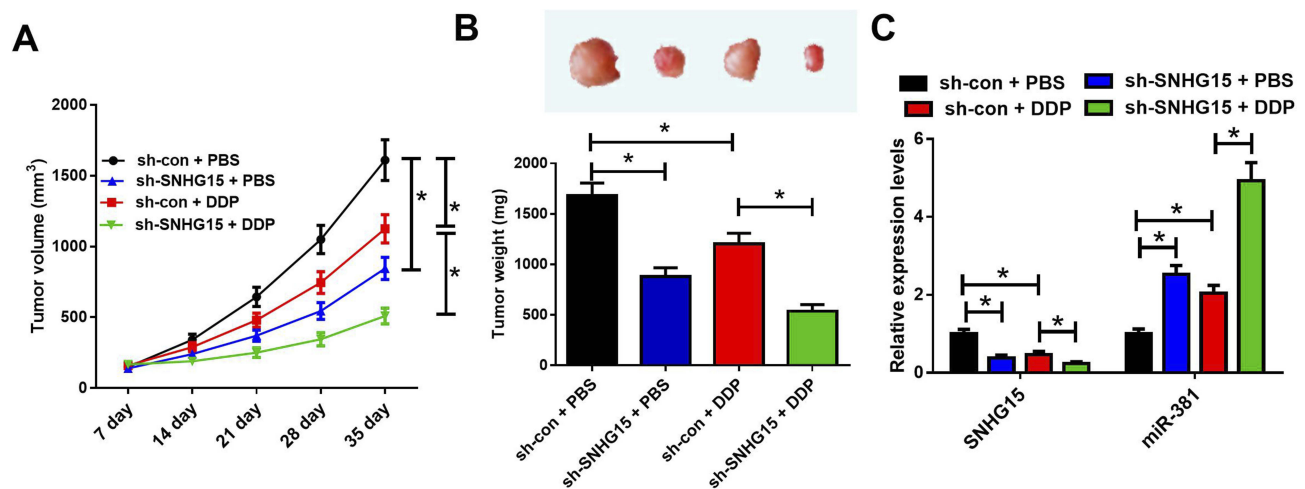 A
Tumor volume (mm3)
2000
1500
1000
500
0
sh-con + PBS
sh-SNHG15 + PBS
sh-con + DDP
sh-SNHG15 + DDP
*
*
*
7 day
14 day
21 day
28 day
35 day
B
Tumor weight (mg)
2000
1500
1000
500
0
*
*
*
sh-con + PBS
sh-SNHG15 + PBS
sh-con + DDP
sh-SNHG15 + DDP
C
sh-con + PBS
sh-SNHG15 + PBS
sh-con + DDP
sh-SNHG15 + DDP
Relative expression levels
6
4
2
0
*
*
*
*
*
*
SNHG15
miR-381